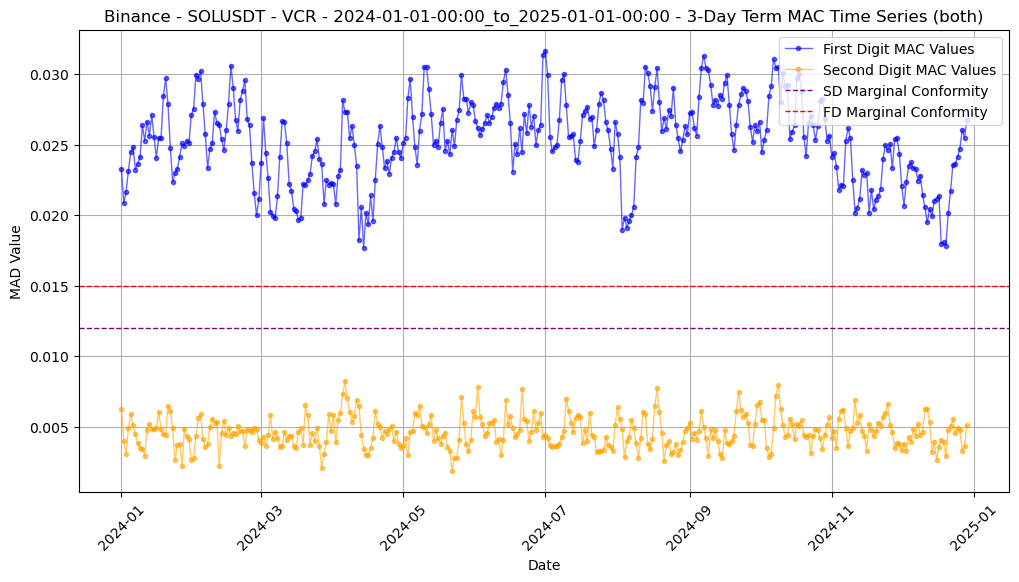 Binance - SOLUSDT - VCR - 2024-01-01-00:00_to_2025-01-01-00:00 - 3-Day Term MAC Time Series (both)
First Digit MAC Values
Second Digit MAC Values
SD Marginal Conformity
FD Marginal Conformity
MAD Value
0.030
0.025
0.020
0.015
0.010
0.005
2024-01
2024-03
2024-05
2024-07
2024-09
2024-11
2025-01
Date